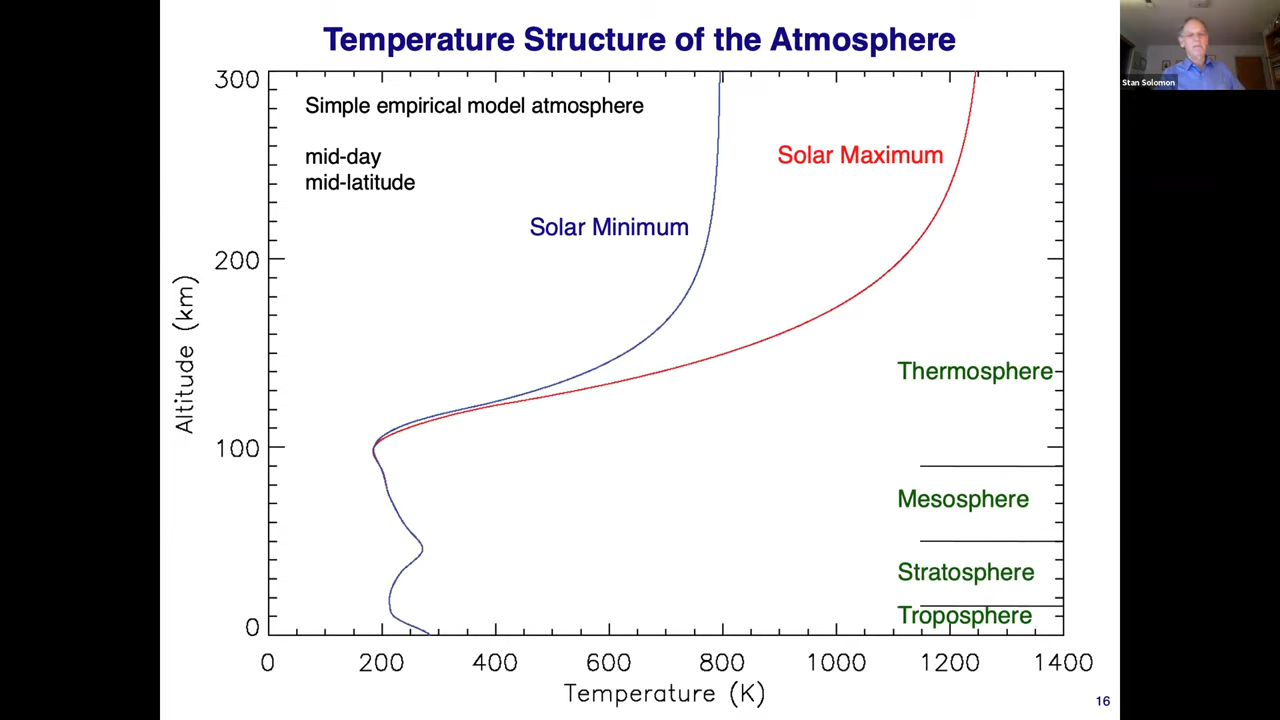 Temperature Structure of the Atmosphere
Stan Solomon
300
Simple empirical model atmosphere
mid-day
mid-latitude
Solar Maximum
Solar Minimum
200
Altitude (km)
Thermosphere
100
Mesosphere
Stratosphere
Troposphere
0
0 200 400 600 800 1000 1200 1400
Temperature (K)
16